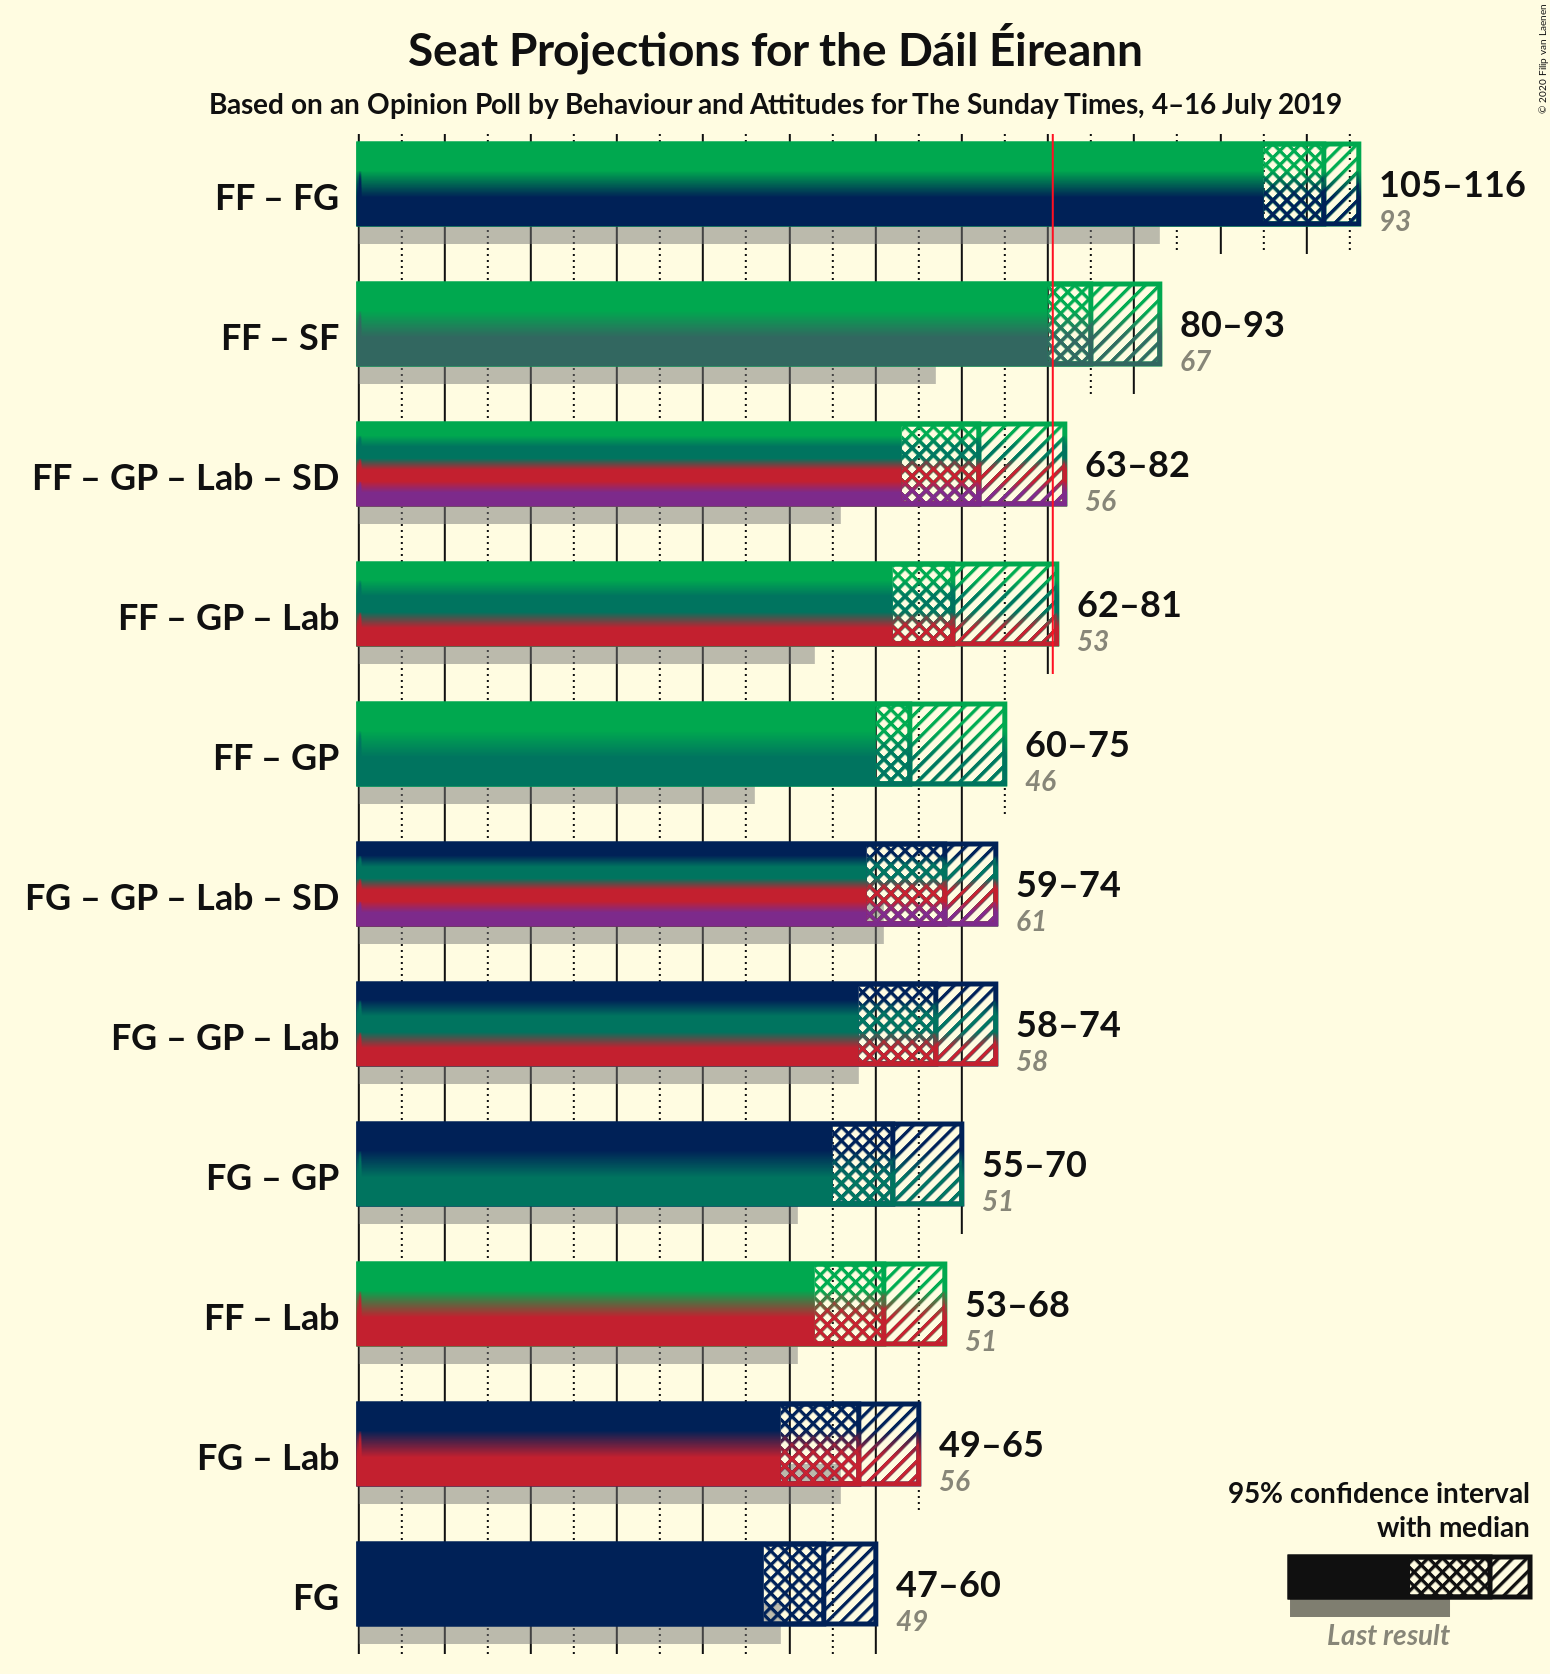 Seat Projections for the Dáil Éireann
Based on an Opinion Poll by Behaviour and Attitudes for The Sunday Times, 4–16 July 2019
© 2020 Filip van Laenen
FF – FG
105–116
93
FF – SF
80–93
67
FF – GP – Lab – SD
63–82
56
FF – GP – Lab
62–81
53
FF – GP
60–75
46
FG – GP – Lab – SD
59–74
61
FG – GP – Lab
58–74
58
FG – GP
55–70
51
FF – Lab
53–68
51
FG – Lab
49–65
56
FG
47–60
49
95% confidence interval
with median
Last result